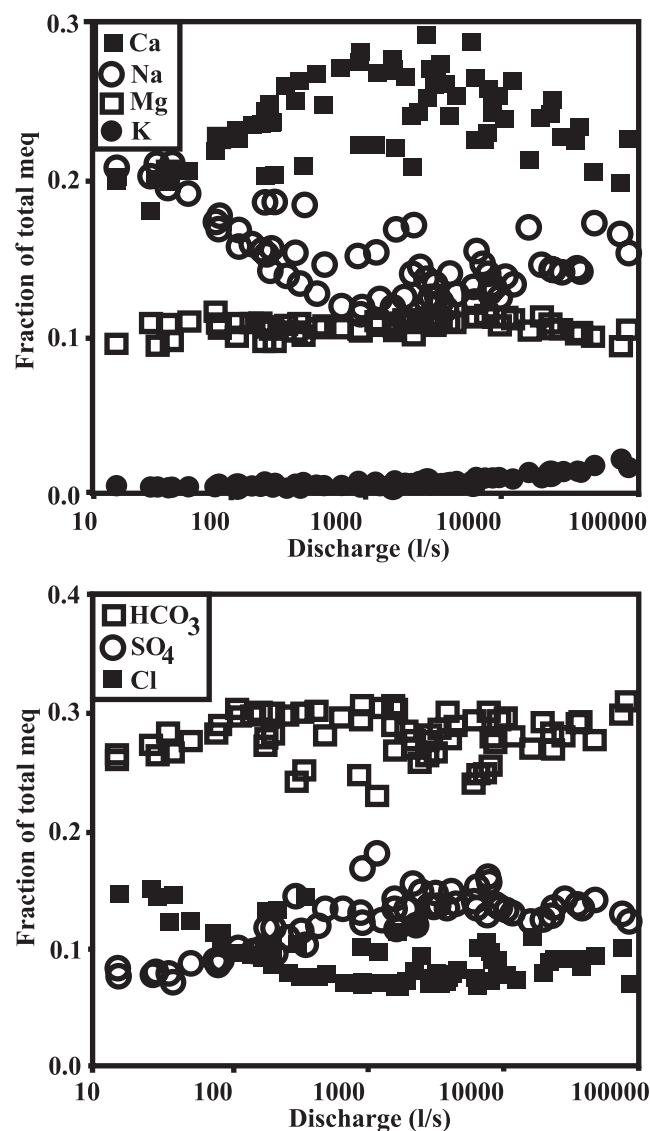 0.3
Ca
Na
Mg
K
0.2
0.1
0.0
Fraction of total meq
10 100 1000 10000 100000
Discharge (l/s)
0.4
HCO3
SO4
Cl
0.3
0.2
0.1
0.0
Fraction of total meq
10 100 1000 10000 100000
Discharge (l/s)